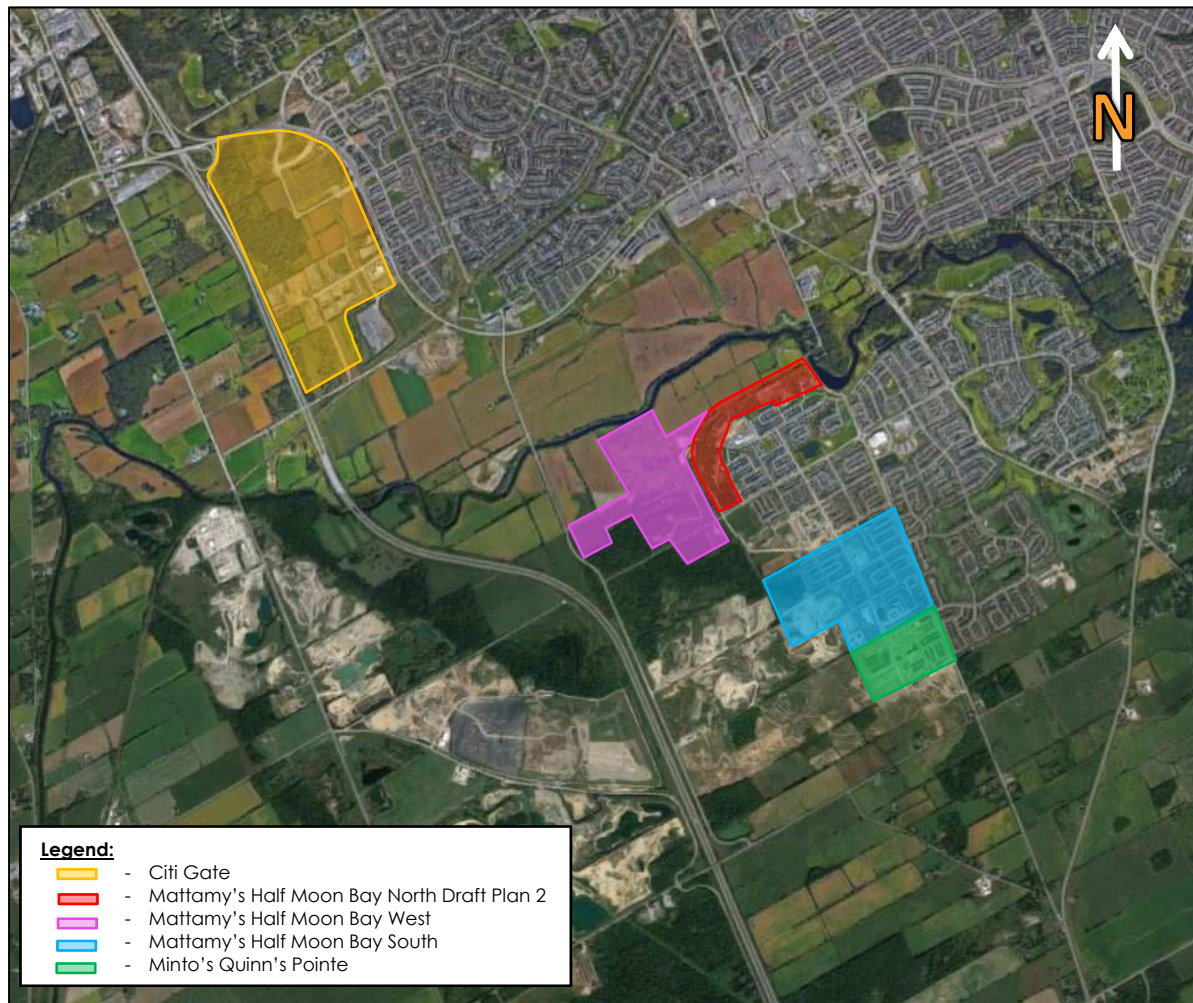 N
Legend:
- Citi Gate
- Mattamy's Half Moon Bay North Draft Plan 2
- Mattamy's Half Moon Bay West
- Mattamy's Half Moon Bay South
- Minto's Quinn's Pointe